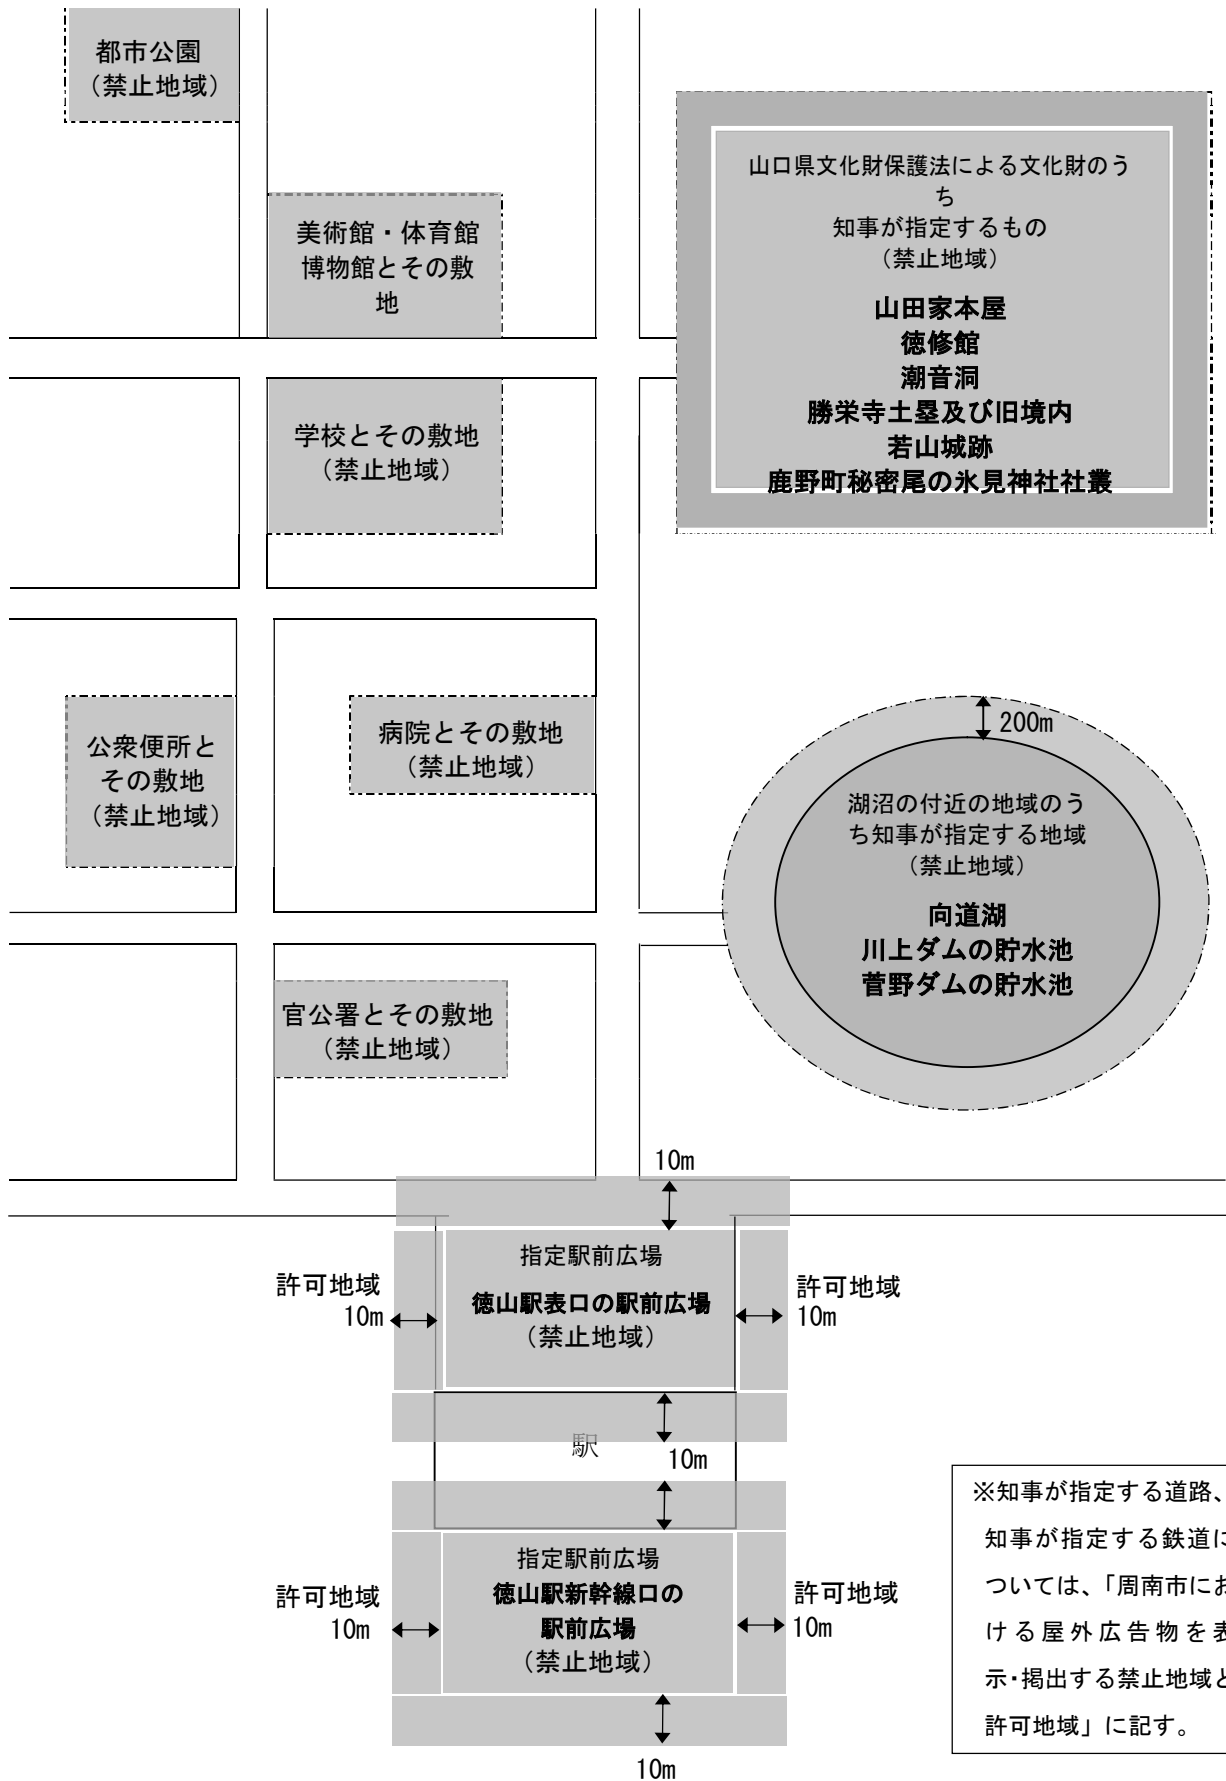 都市公園
（禁止地域）
美術館・体育館
博物館とその敷
地
山口県文化財保護法による文化財のう
ち
知事が指定するもの
（禁止地域）
山田家本屋
徳修館
潮音洞
勝栄寺土塁及び旧境内
若山城跡
鹿野町秘密尾の氷見神社社叢
学校とその敷地
（禁止地域）
公衆便所と
その敷地
（禁止地域）
病院とその敷地
（禁止地域）
200m
湖沼の付近の地域のう
ち知事が指定する地域
（禁止地域）
向道湖
川上ダムの貯水池
菅野ダムの貯水池
官公署とその敷地
（禁止地域）
10m
指定駅前広場
徳山駅表口の駅前広場
（禁止地域）
許可地域
10m
許可地域
10m
駅
10m
指定駅前広場
徳山駅新幹線口の
駅前広場
（禁止地域）
許可地域
10m
許可地域
10m
10m
※知事が指定する道路、
知事が指定する鉄道に
ついては、「周南市にお
ける屋外広告物を表
示・掲出する禁止地域と
許可地域」に記す。